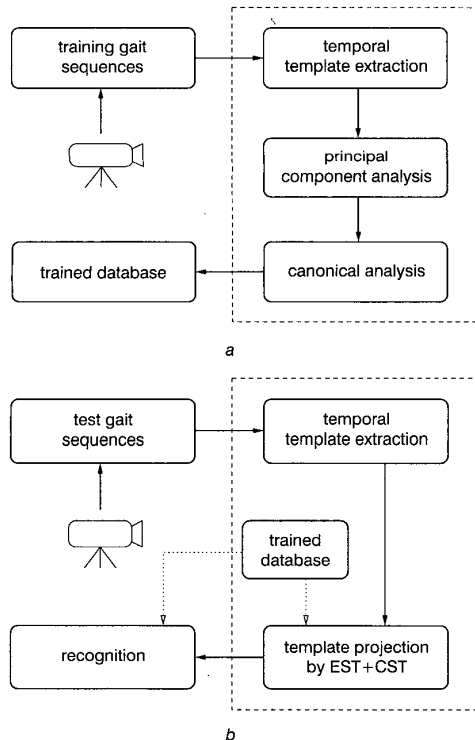 training gait
sequences
temporal
template extraction
principal
component analysis
trained database
canonical analysis
a
test gait
sequences
temporal
template extraction
trained
database
recognition
template projection
by EST+CST
b